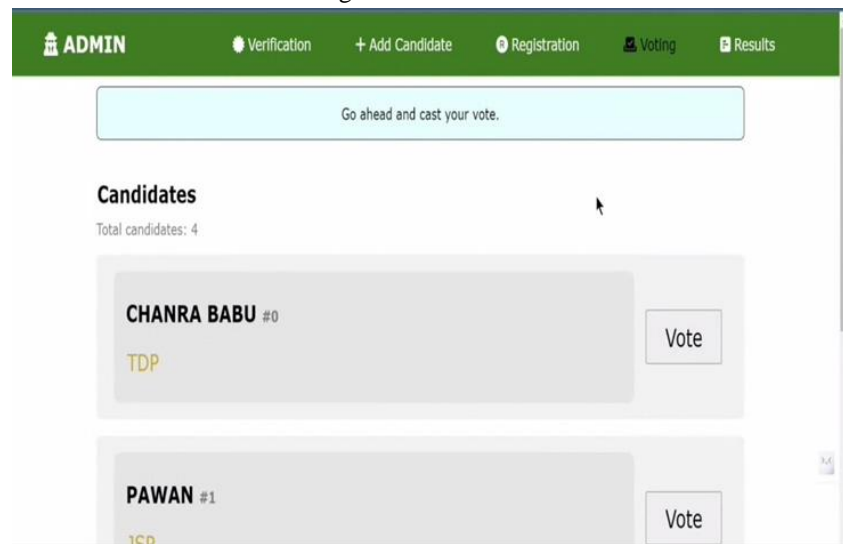 ADMIN Verification + Add Candidate Registration Voting Results
Go ahead and cast your vote.
Candidates
Total candidates: 4
CHANRA BABU #0
Vote
TDP
PAWAN #1
Vote